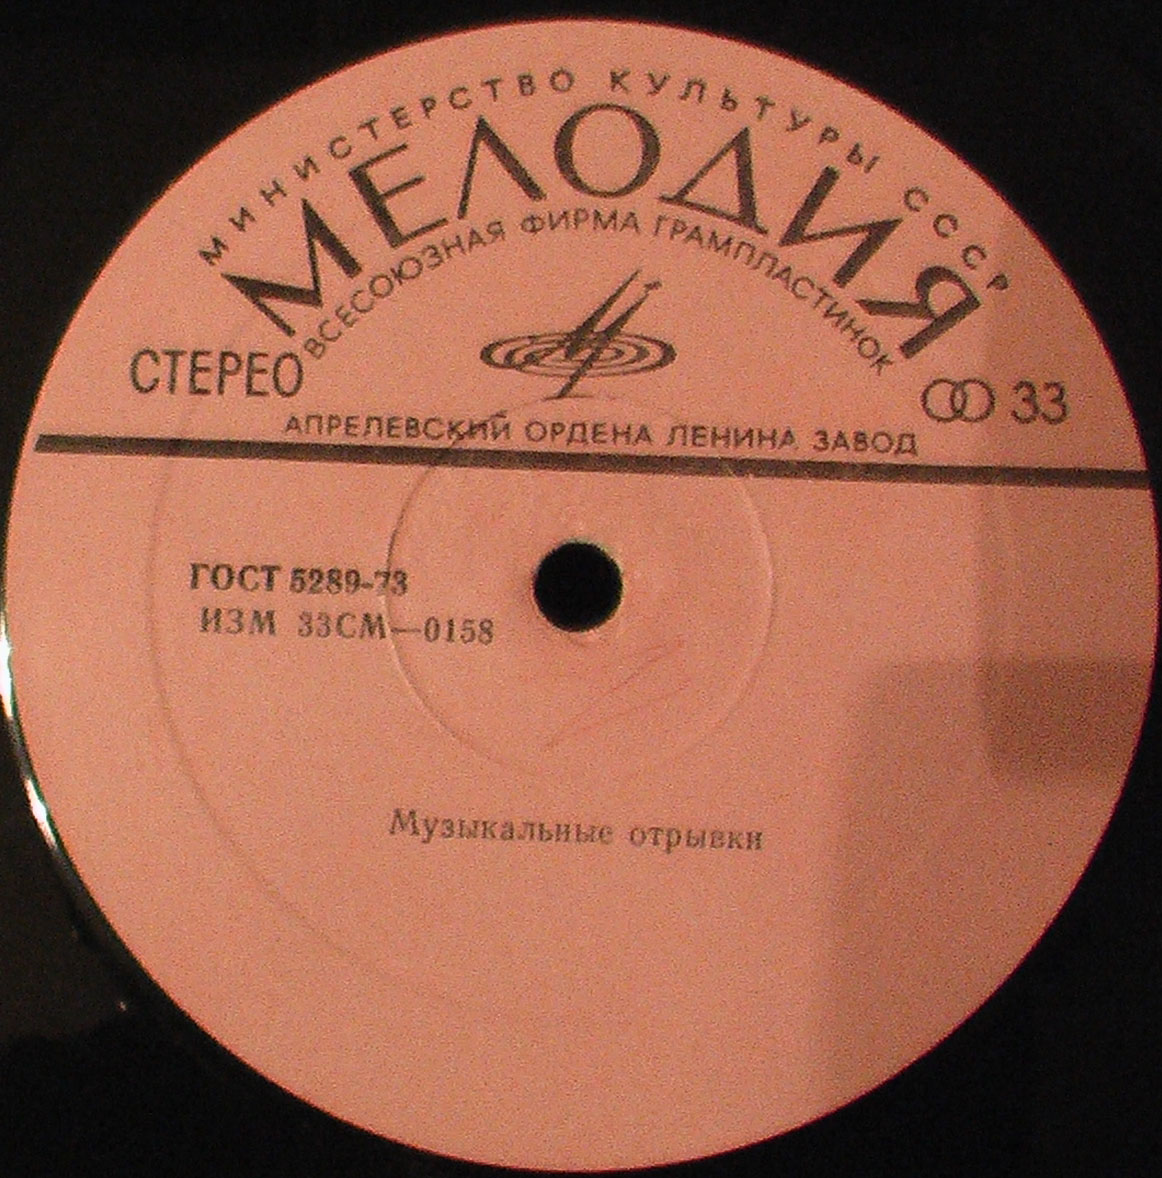 МИНИСТЕРСТВО КУЛЬТУРЫ СССР
МЕЛОДИЯ
ВСЕСОЮЗНАЯ ФИРМА ГРАМПЛАСТИНОК
СТЕРЕО
33
АПРЕЛЕВСКИЙ ОРДЕНА ЛЕНИНА ЗАВОД
ГОСТ 5289-73
ИЗМ 33СМ—0158
Музыкальные отрывки